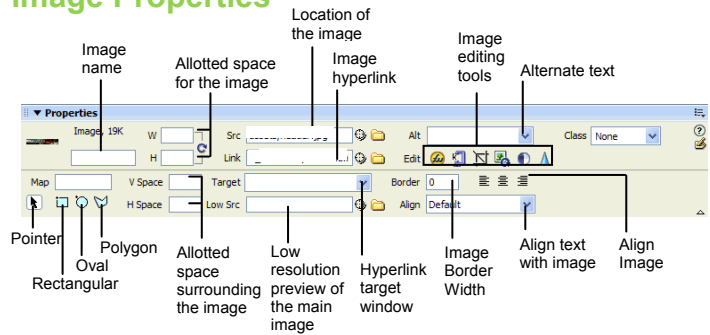 Image Properties
Location of
the image
Image
name
Allotted space
for the image
Image
hyperlink
Image
editing
tools
Alternate text
Properties
Image, 19K
W
Src
Alt
Class
None
H
Link
Edit
Map
V Space
Target
Border
0
H Space
Low Src
Align
Default
Pointer
Rectangular
Oval
Polygon
Allotted
space
surrounding
the image
Low
resolution
preview of
the main
image
Hyperlink
target
window
Image
Border
Width
Align text
with image
Align
Image